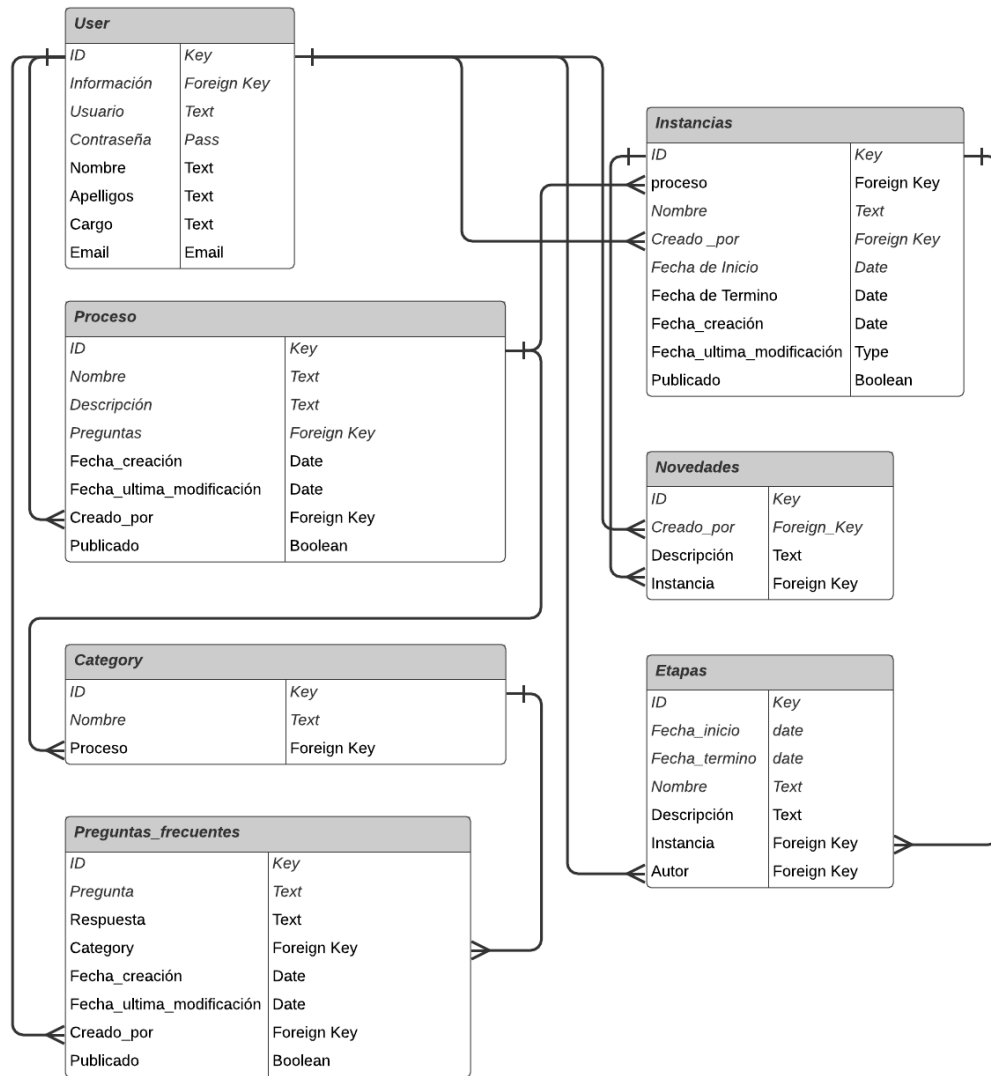 User
ID Key
Información Foreign Key
Usuario Text
Contraseña Pass
Nombre Text
Apelligos Text
Cargo Text
Email Email
Proceso
ID Key
Nombre Text
Descripción Text
Preguntas Foreign Key
Fecha_creación Date
Fecha_ultima_modificación Date
Creado_por Foreign Key
Publicado Boolean
Category
ID Key
Nombre Text
Proceso Foreign Key
Preguntas_frecuentes
ID Key
Pregunta Text
Respuesta Text
Category Foreign Key
Fecha_creación Date
Fecha_ultima_modificación Date
Creado_por Foreign Key
Publicado Boolean
Instancias
ID Key
proceso Foreign Key
Nombre Text
Creado _por Foreign Key
Fecha de Inicio Date
Fecha de Termino Date
Fecha_creación Date
Fecha_ultima_modificación Type
Publicado Boolean
Novedades
ID Key
Creado_por Foreign_Key
Descripción Text
Instancia Foreign Key
Etapas
ID Key
Fecha_inicio date
Fecha_termino date
Nombre Text
Descripción Text
Instancia Foreign Key
Autor Foreign Key